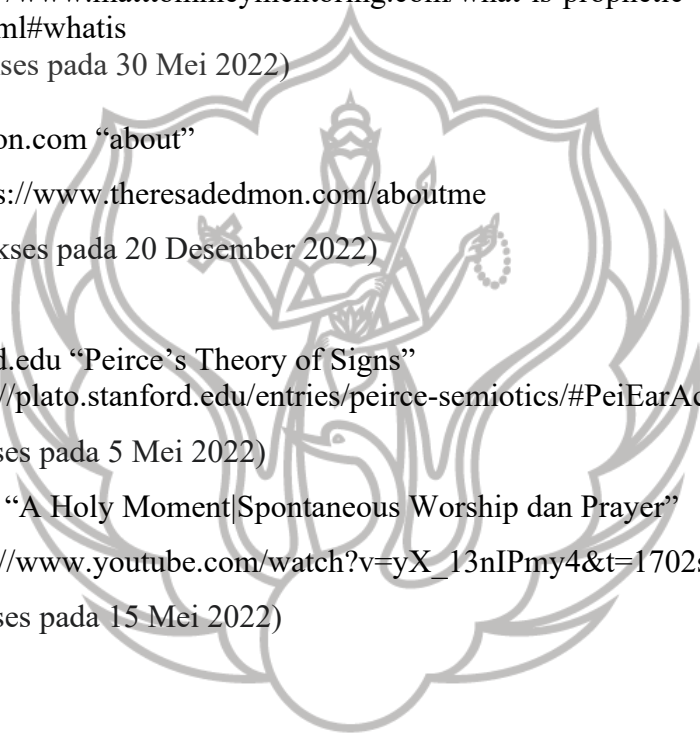 ml#whatis
ses pada 30 Mei 2022)
on.com “about”
s://www.theresadedmon.com/aboutme
kses pada 20 Desember 2022)
d.edu “Peirce’s Theory of Signs”
//plato.stanford.edu/entries/peirce-semiotics/#PeiEarAc
ses pada 5 Mei 2022)
“A Holy Moment|Spontaneous Worship dan Prayer”
//www.youtube.com/watch?v=yX_13nIPmy4&t=1702s
ses pada 15 Mei 2022)